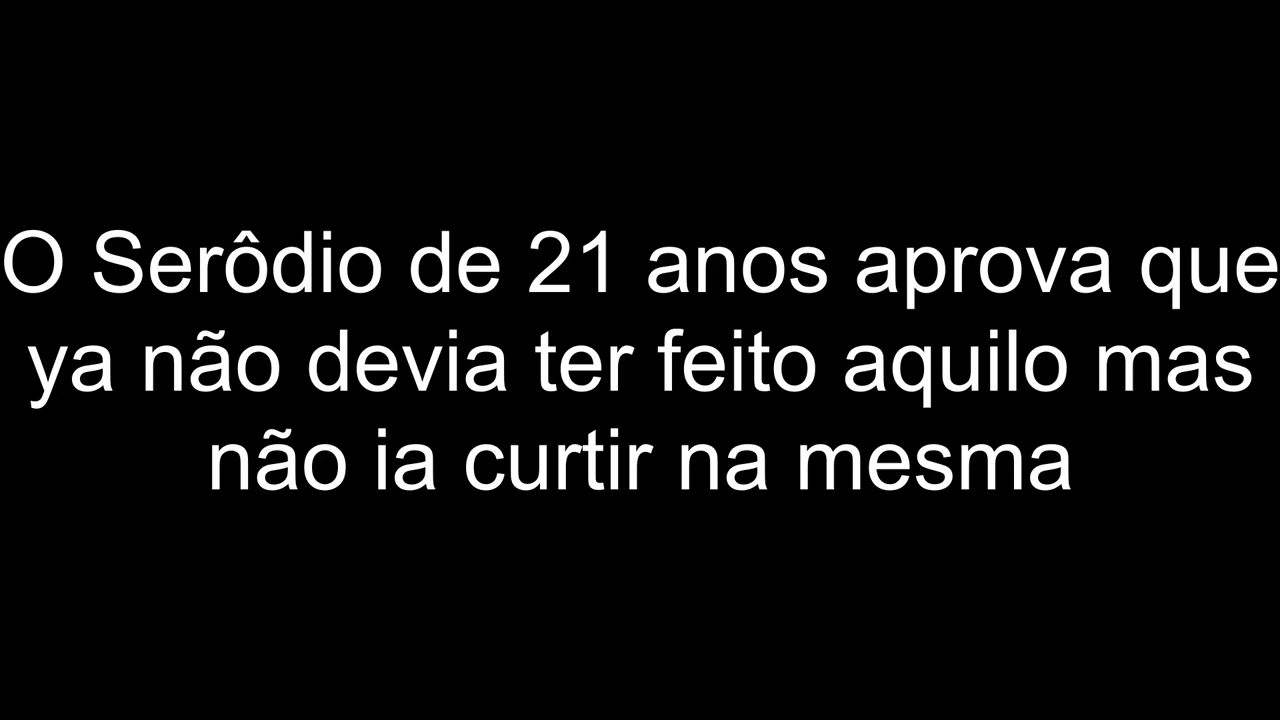 O Serôdio de 21 anos aprova que
ya não devia ter feito aquilo mas
não ia curtir na mesma